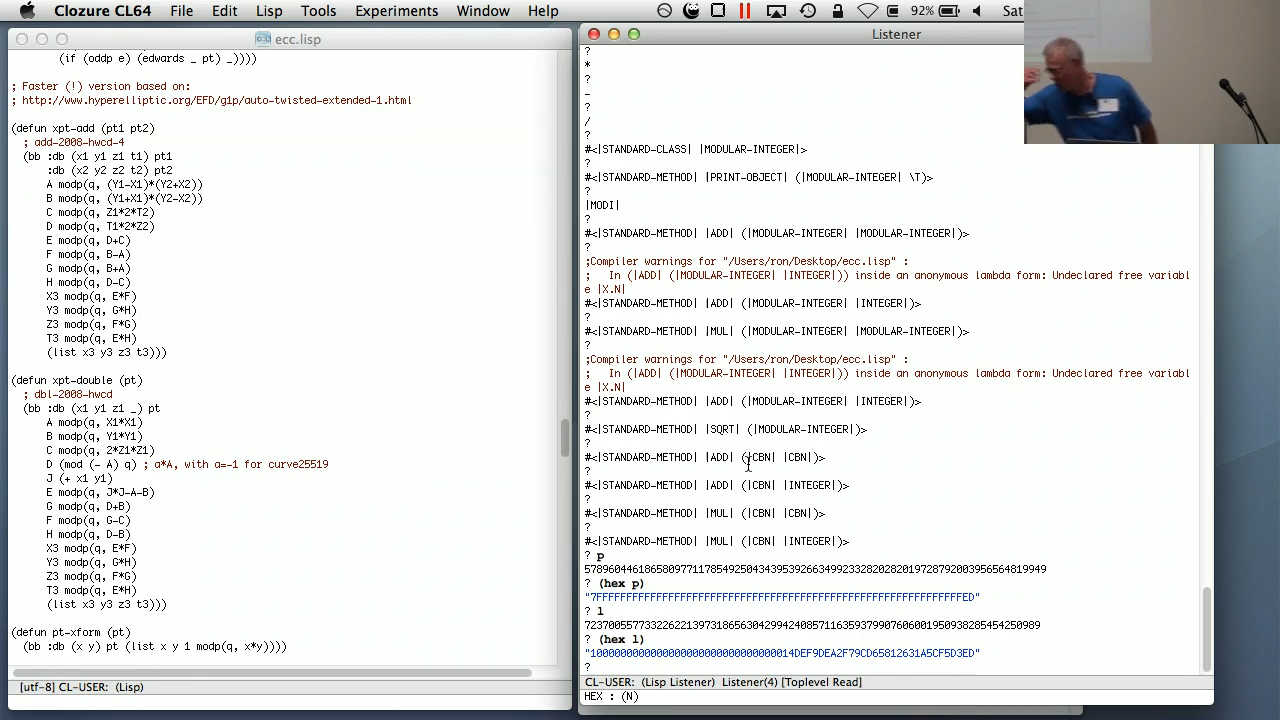 Clozure CL64 File Edit Lisp Tools Experiments Window Help 92% Sat
ecc.lisp
(if (oddp e) (edwards _ pt) _))))
; Faster (!) version based on:
; http://www.hyperelliptic.org/EFD/g1p/auto-twisted-extended-1.html
(defun xpt-add (pt1 pt2)
; add-2008-hwcd-4
(bb :db (x1 y1 z1 t1) pt1
:db (x2 y2 z2 t2) pt2
A modp(q, (Y1-X1)*(Y2+X2))
B modp(q, (Y1+X1)*(Y2-X2))
C modp(q, Z1*2*T2)
D modp(q, T1*2*Z2)
E modp(q, D+C)
F modp(q, B-A)
G modp(q, B+A)
H modp(q, D-C)
X3 modp(q, E*F)
Y3 modp(q, G*H)
Z3 modp(q, F*G)
T3 modp(q, E*H)
(list x3 y3 z3 t3)))
(defun xpt-double (pt)
; dbl-2008-hwcd
(bb :db (x1 y1 z1 _) pt
A modp(q, X1*X1)
B modp(q, Y1*Y1)
C modp(q, 2*Z1*Z1)
D (mod (- A) q) ; a*A, with a=-1 for curve25519
J (+ x1 y1)
E modp(q, J*J-A-B)
G modp(q, D+B)
F modp(q, G-C)
H modp(q, D-B)
X3 modp(q, E*F)
Y3 modp(q, G*H)
Z3 modp(q, F*G)
T3 modp(q, E*H)
(list x3 y3 z3 t3)))
(defun pt-xform (pt)
(bb :db (x y) pt (list x y 1 modp(q, x*y))))
[utf-8] CL-USER: (Lisp)
Listener
?
*
?
_
?
/
?
#<|STANDARD-CLASS| |MODULAR-INTEGER|>
?
#<|STANDARD-METHOD| |PRINT-OBJECT| (|MODULAR-INTEGER| \T)>
?
|MODI|
?
#<|STANDARD-METHOD| |ADD| (|MODULAR-INTEGER| |MODULAR-INTEGER|)>
?
;Compiler warnings for "/Users/ron/Desktop/ecc.lisp" :
;   In (|ADD| (|MODULAR-INTEGER| |INTEGER|)) inside an anonymous lambda form: Undeclared free variabl
e |X.N|
#<|STANDARD-METHOD| |ADD| (|MODULAR-INTEGER| |INTEGER|)>
?
#<|STANDARD-METHOD| |MUL| (|MODULAR-INTEGER| |MODULAR-INTEGER|)>
?
;Compiler warnings for "/Users/ron/Desktop/ecc.lisp" :
;   In (|ADD| (|MODULAR-INTEGER| |INTEGER|)) inside an anonymous lambda form: Undeclared free variabl
e |X.N|
#<|STANDARD-METHOD| |ADD| (|MODULAR-INTEGER| |INTEGER|)>
?
#<|STANDARD-METHOD| |SQRT| (|MODULAR-INTEGER|)>
?
#<|STANDARD-METHOD| |ADD| (|CBN| |CBN|)>
?
#<|STANDARD-METHOD| |ADD| (|CBN| |INTEGER|)>
?
#<|STANDARD-METHOD| |MUL| (|CBN| |CBN|)>
?
#<|STANDARD-METHOD| |MUL| (|CBN| |INTEGER|)>
? p
57896044618658097711785492504343953926634992332820282019728792003956564819949
? (hex p)
"7FFFFFFFFFFFFFFFFFFFFFFFFFFFFFFFFFFFFFFFFFFFFFFFFFFFFFFFFFFFFFED"
? l
7237005577332262213973186563042994240857116359379907606001950938285454250989
? (hex l)
"1000000000000000000000000000000014DEF9DEA2F79CD65812631A5CF5D3ED"
?
CL-USER: (Lisp Listener) Listener(4) [Toplevel Read]
HEX : (N)